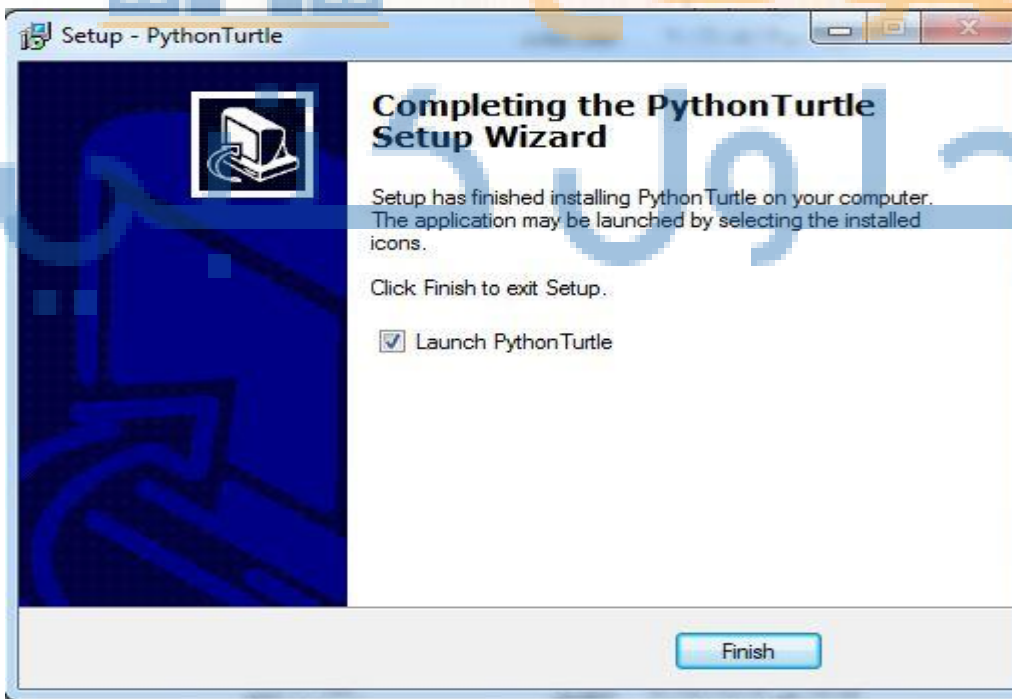 Setup - PythonTurtle
Completing the PythonTurtle
Setup Wizard
Setup has finished installing PythonTurtle on your computer.
The application may be launched by selecting the installed
icons.
Click Finish to exit Setup.
Launch PythonTurtle
Finish